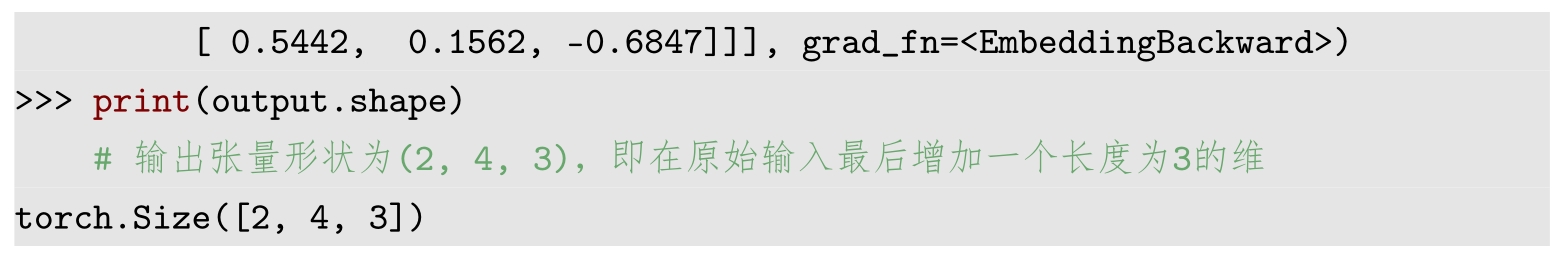 [ 0.5442,  0.1562, -0.6847]]], grad_fn=<EmbeddingBackward>)
>>> print(output.shape)
# 输出张量形状为(2, 4, 3)，即在原始输入最后增加一个长度为3的维
torch.Size([2, 4, 3])